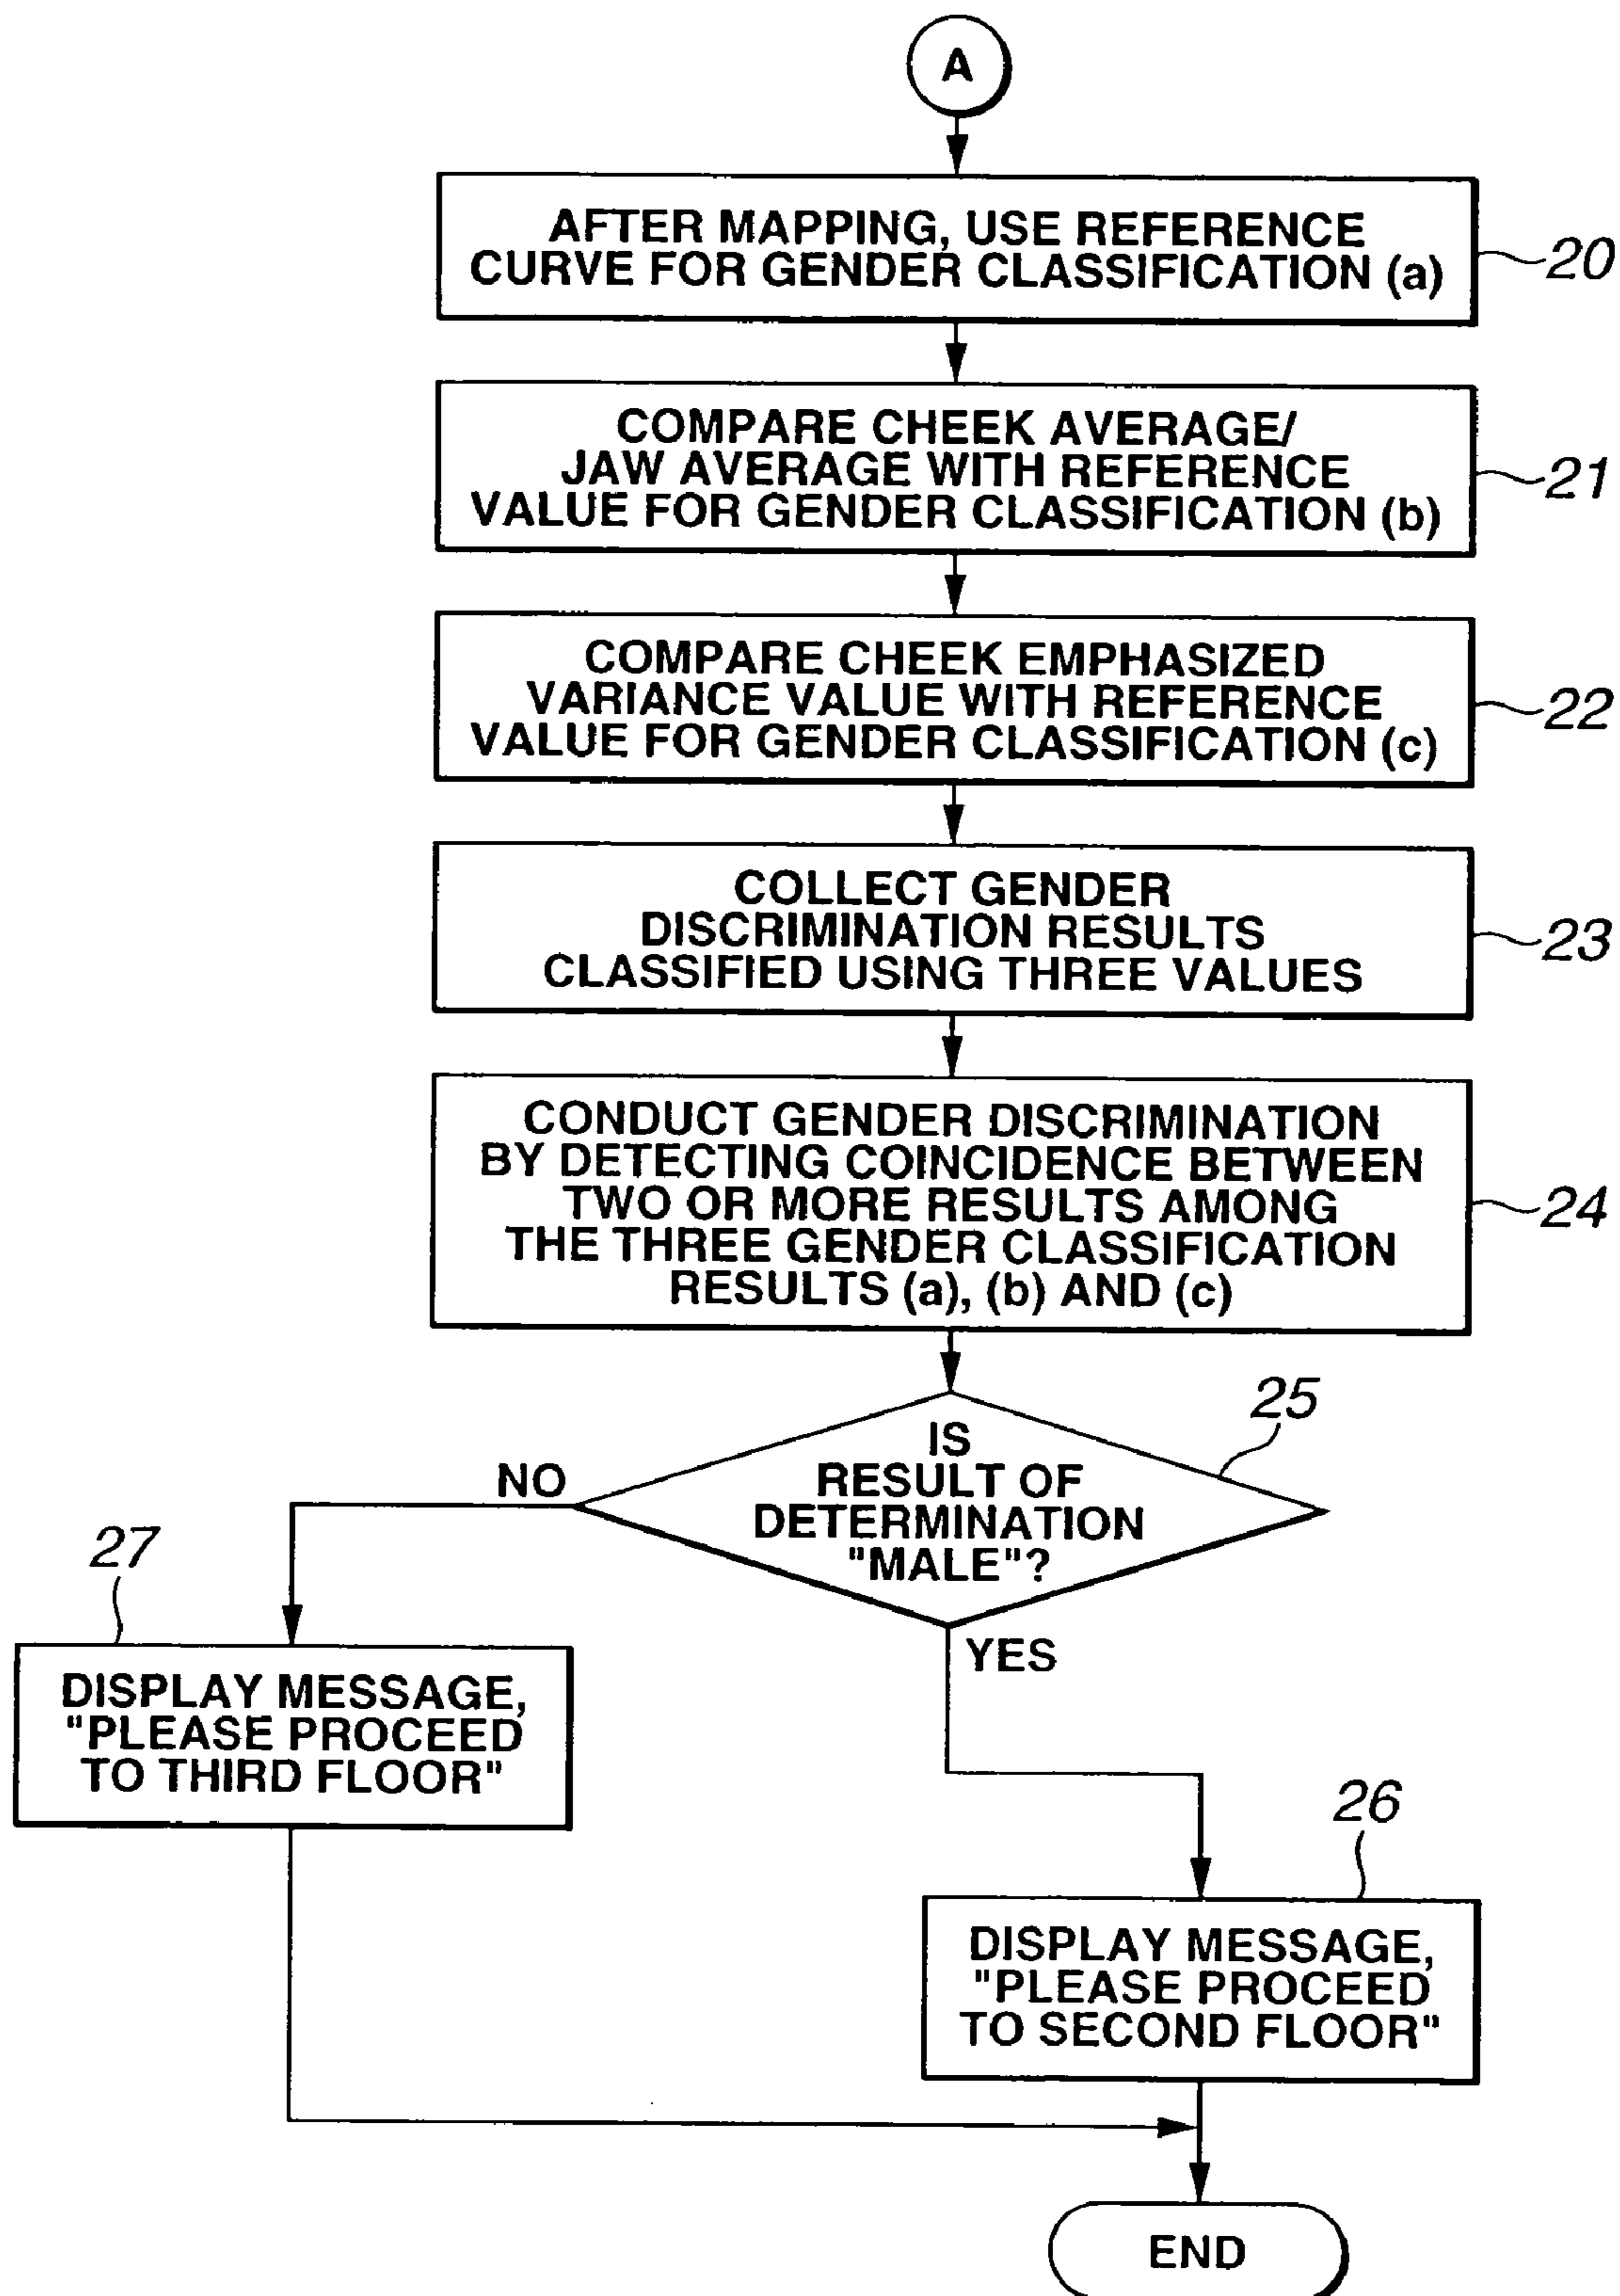 A
AFTER MAPPING, USE REFERENCE
CURVE FOR GENDER CLASSIFICATION (a)
20
COMPARE CHEEK AVERAGE/
JAW AVERAGE WITH REFERENCE
VALUE FOR GENDER CLASSIFICATION (b)
21
COMPARE CHEEK EMPHASIZED
VARIANCE VALUE WITH REFERENCE
VALUE FOR GENDER CLASSIFICATION (c)
22
COLLECT GENDER
DISCRIMINATION RESULTS
CLASSIFIED USING THREE VALUES
23
CONDUCT GENDER DISCRIMINATION
BY DETECTING COINCIDENCE BETWEEN
TWO OR MORE RESULTS AMONG
THE THREE GENDER CLASSIFICATION
RESULTS (a), (b) AND (c)
24
25
IS
RESULT OF
DETERMINATION
"MALE"?
NO
YES
27
DISPLAY MESSAGE,
"PLEASE PROCEED
TO THIRD FLOOR"
26
DISPLAY MESSAGE,
"PLEASE PROCEED
TO SECOND FLOOR"
END